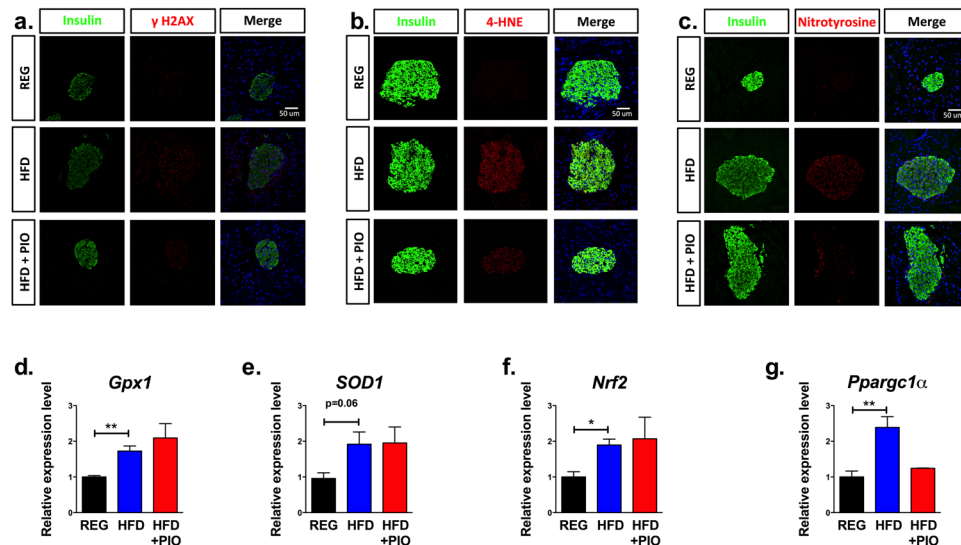 a.
Insulin
γ H2AX
Merge
REG
50 um
HFD
HFD + PIO
b.
Insulin
4-HNE
Merge
REG
50 um
HFD
HFD + PIO
c.
Insulin
Nitrotyrosine
Merge
REG
50 um
HFD
HFD + PIO
d.
Gpx1
Relative expression level
3
2
1
0
**
REG
HFD
HFD
+PIO
e.
SOD1
Relative expression level
3
2
1
0
p=0.06
REG
HFD
HFD
+PIO
f.
Nrf2
Relative expression level
3
2
1
0
*
REG
HFD
HFD
+PIO
g.
Ppargc1α
Relative expression level
3
2
1
0
**
REG
HFD
HFD
+PIO